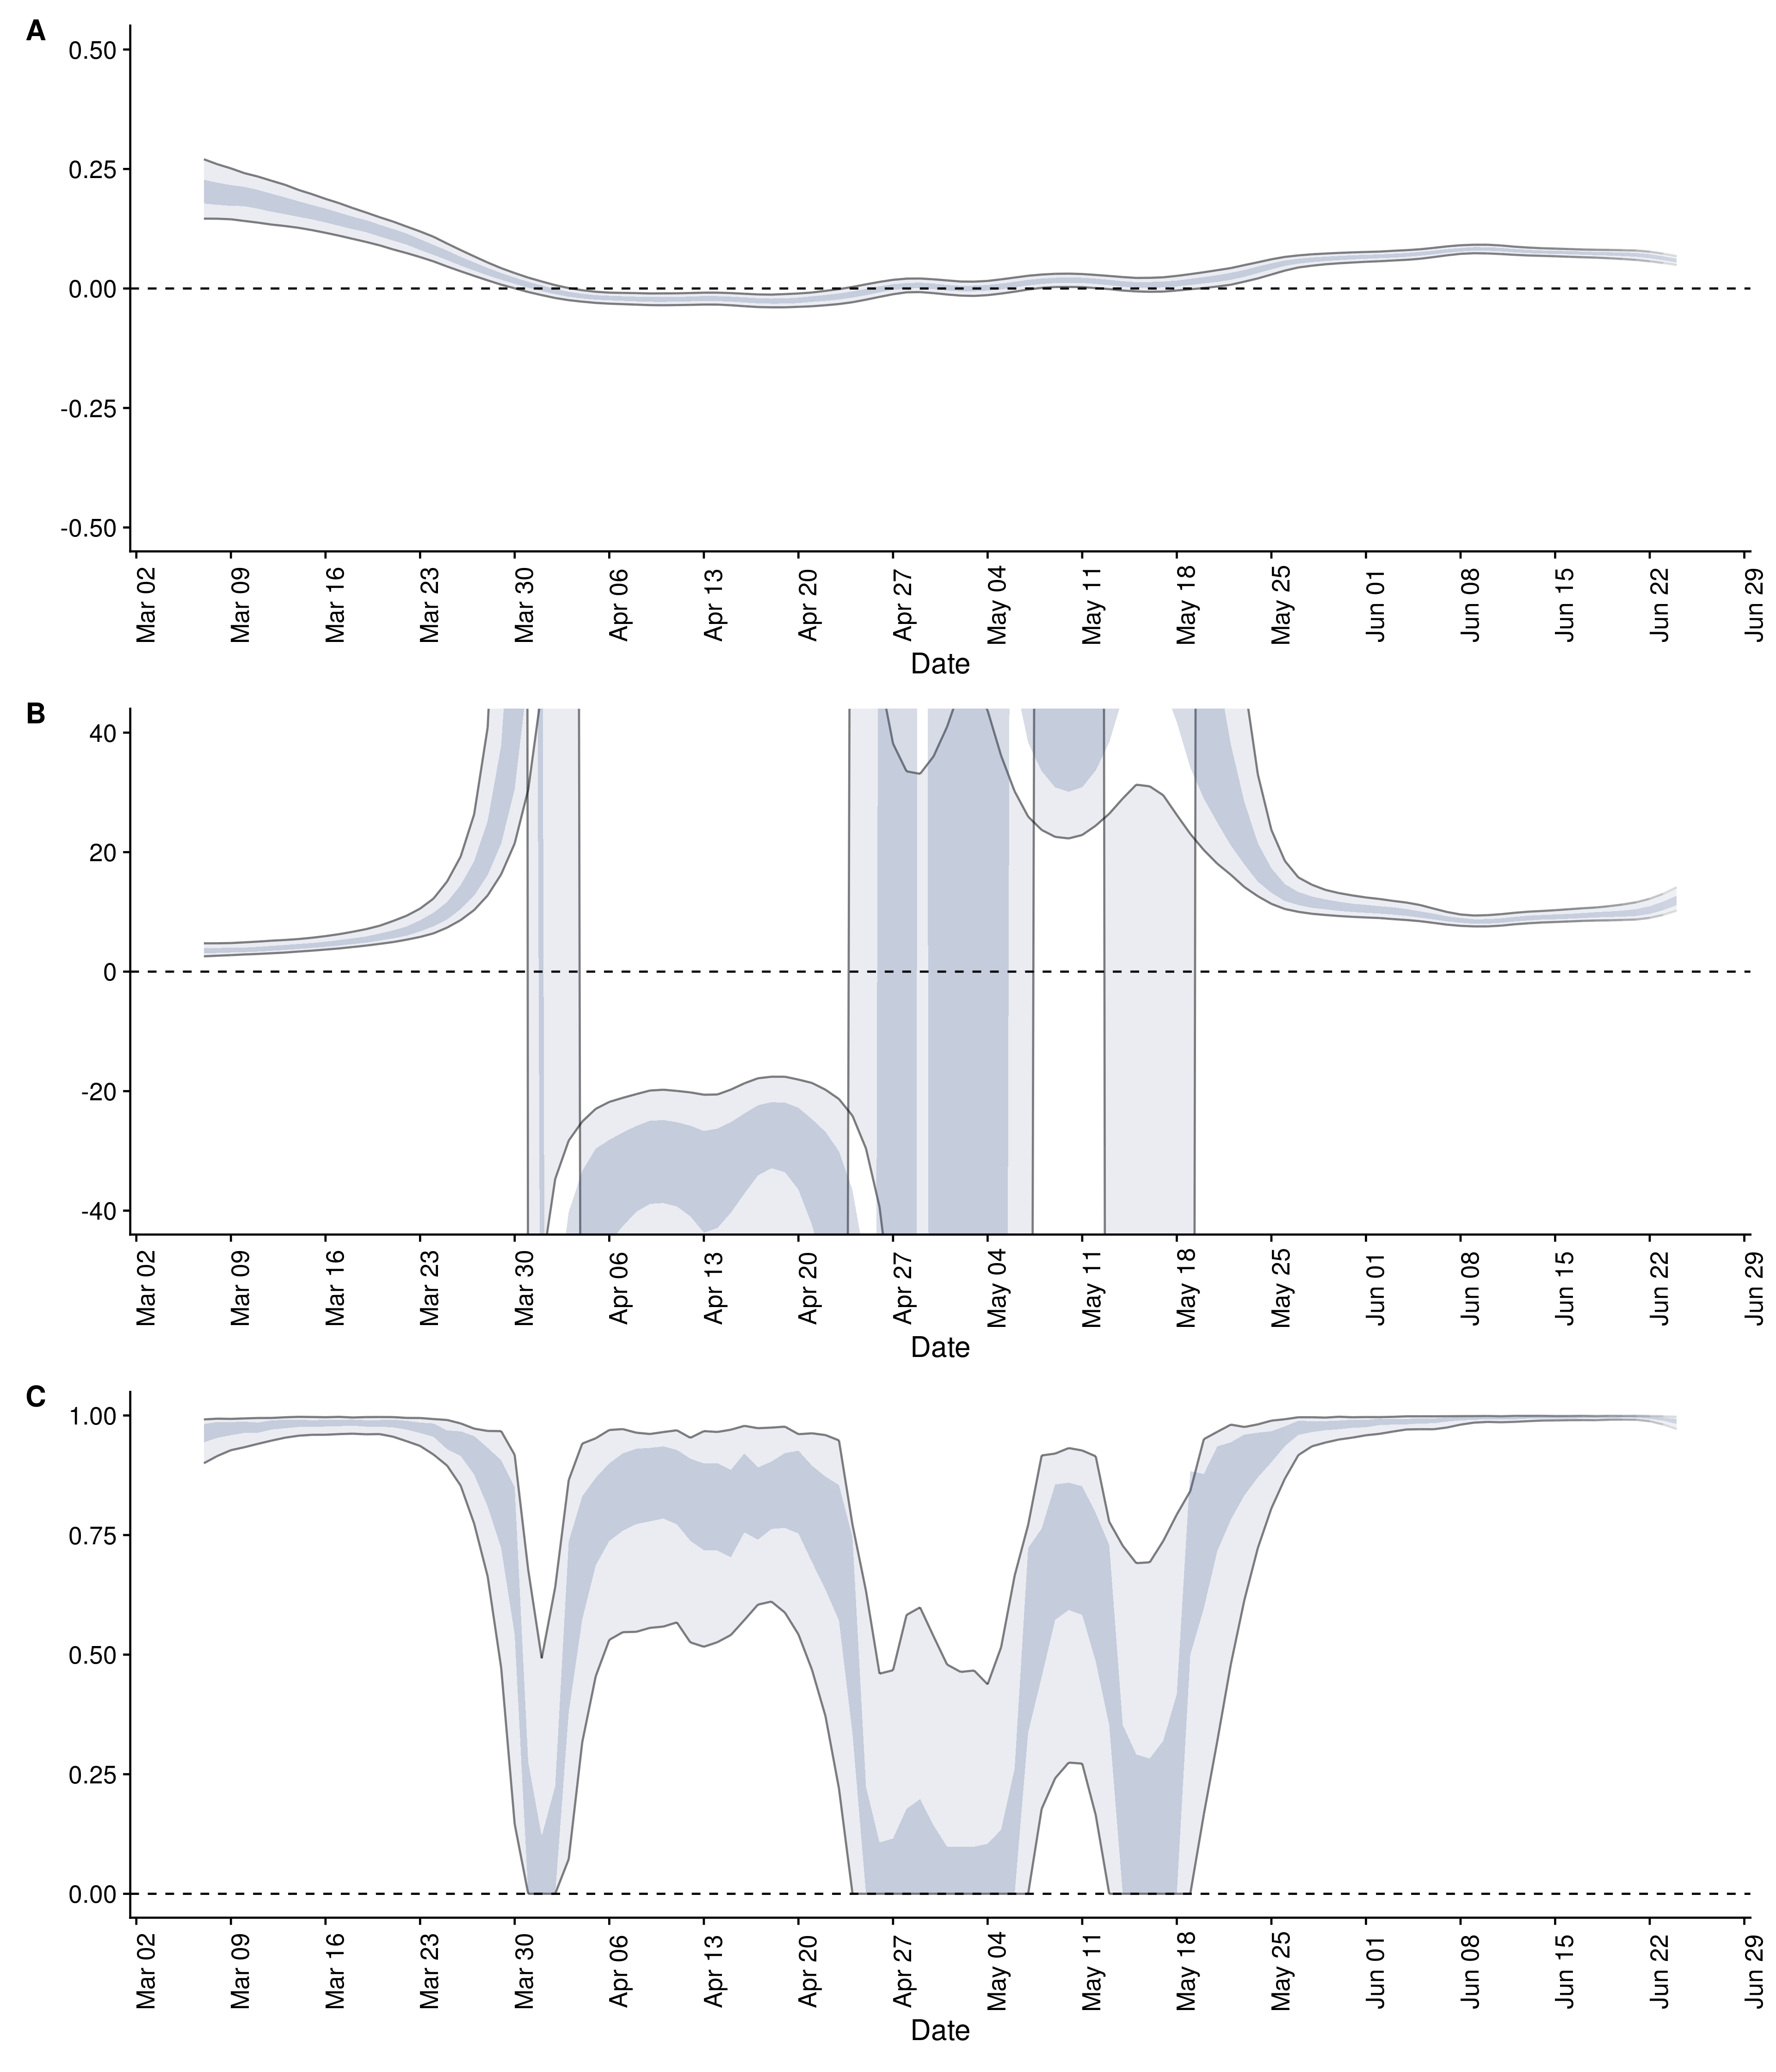 A
0.50
0.25
0.00
-0.25
-0.50
Mar 02
Mar 09
Mar 16
Mar 23
Mar 30
Apr 06
Apr 13
Apr 20
Apr 27
May 04
May 11
May 18
May 25
Jun 01
Jun 08
Jun 15
Jun 22
Jun 29
Date
B
40
20
0
-20
-40
Mar 02
Mar 09
Mar 16
Mar 23
Mar 30
Apr 06
Apr 13
Apr 20
Apr 27
May 04
May 11
May 18
May 25
Jun 01
Jun 08
Jun 15
Jun 22
Jun 29
Date
C
1.00
0.75
0.50
0.25
0.00
Mar 02
Mar 09
Mar 16
Mar 23
Mar 30
Apr 06
Apr 13
Apr 20
Apr 27
May 04
May 11
May 18
May 25
Jun 01
Jun 08
Jun 15
Jun 22
Jun 29
Date